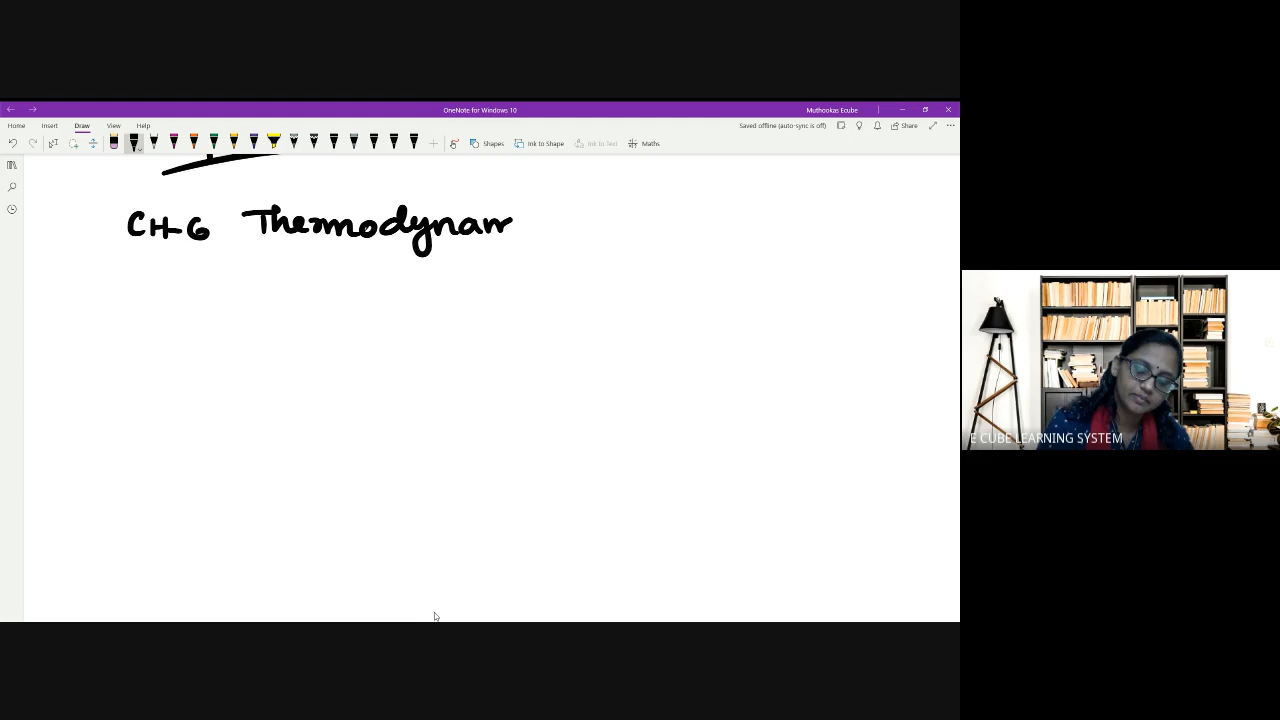 OneNote for Windows 10
Muthookas Ecube
Home Insert Draw View Help
Saved offline (auto-sync is off)
Share
Shapes
Ink to Shape
Ink to Text
Maths
CH-6 Thermodynam
E CUBE LEARNING SYSTEM